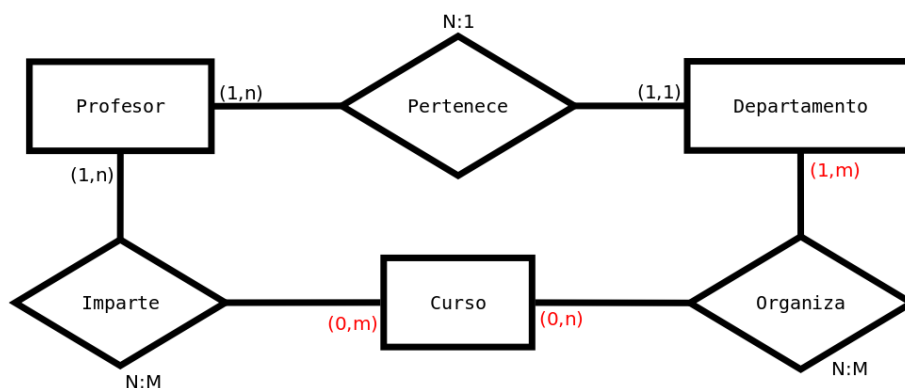 N:1
Profesor
(1,n)
Pertenece
(1,1)
Departamento
(1,n)
(1,m)
Imparte
(0,m)
Curso
(0,n)
Organiza
N:M
N:M